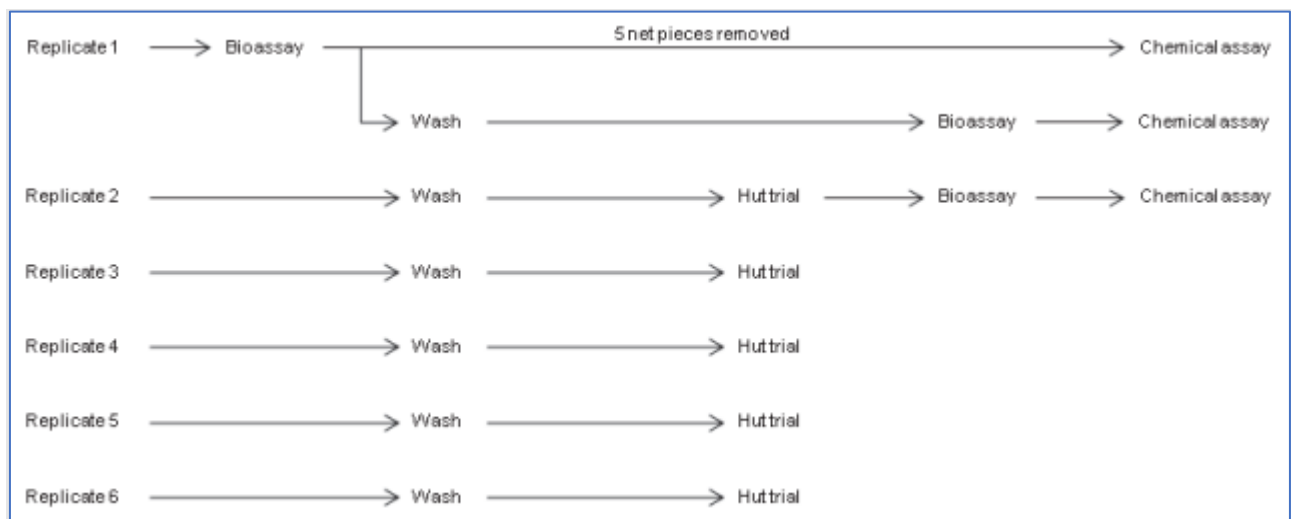 5 net pieces removed
Replicate 1 Bioassay Chemical assay
Wash Bioassay Chemical assay
Replicate 2 Wash Hut trial Bioassay Chemical assay
Replicate 3 Wash Hut trial
Replicate 4 Wash Hut trial
Replicate 5 Wash Hut trial
Replicate 6 Wash Hut trial